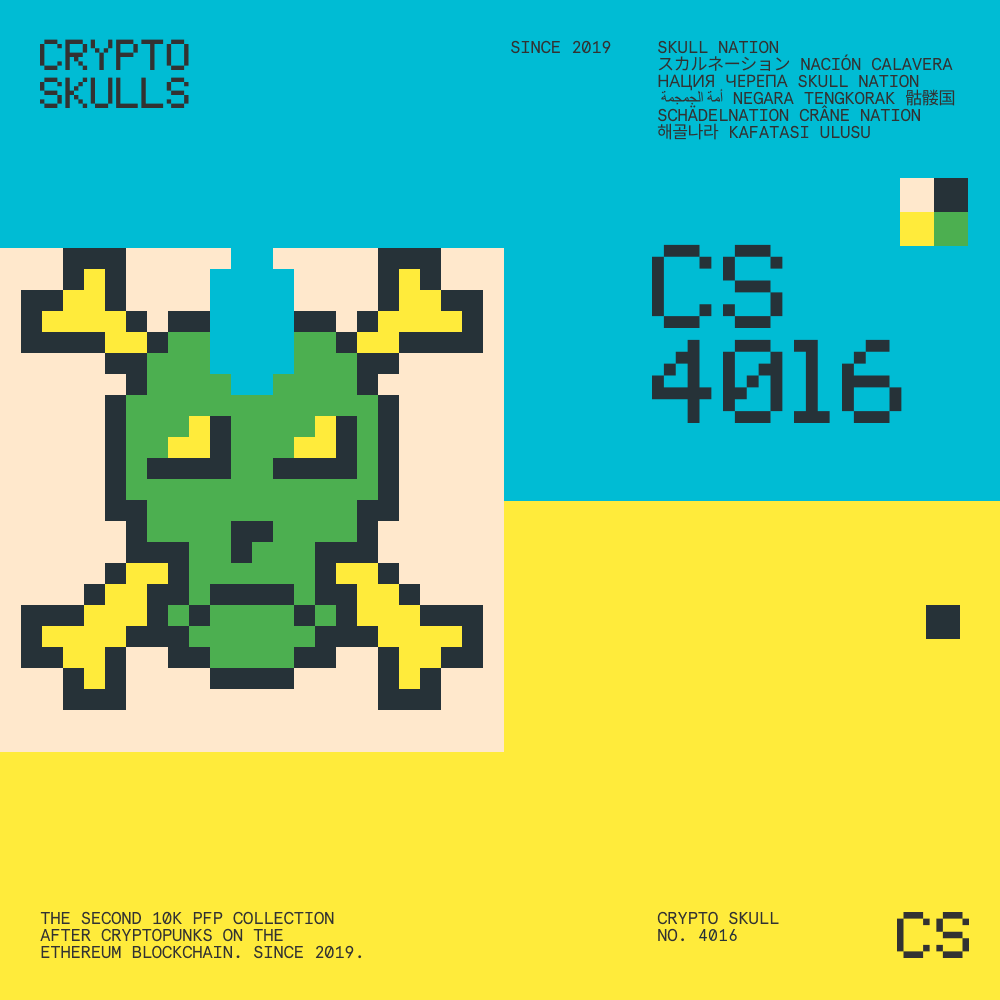 CRYPTO
SKULLS
SINCE 2019
SKULL NATION
スカルネーション NACIÓN CALAVERA
НАЦИЯ ЧЕРЕПА SKULL NATION
أمة الجمجمة NEGARA TENGKORAK 骷髅国
SCHÄDELNATION CRÂNE NATION
해골나라 KAFATASI ULUSU
CS
4016
THE SECOND 10K PFP COLLECTION
AFTER CRYPTOPUNKS ON THE
ETHEREUM BLOCKCHAIN. SINCE 2019.
CRYPTO SKULL
NO. 4016
CS